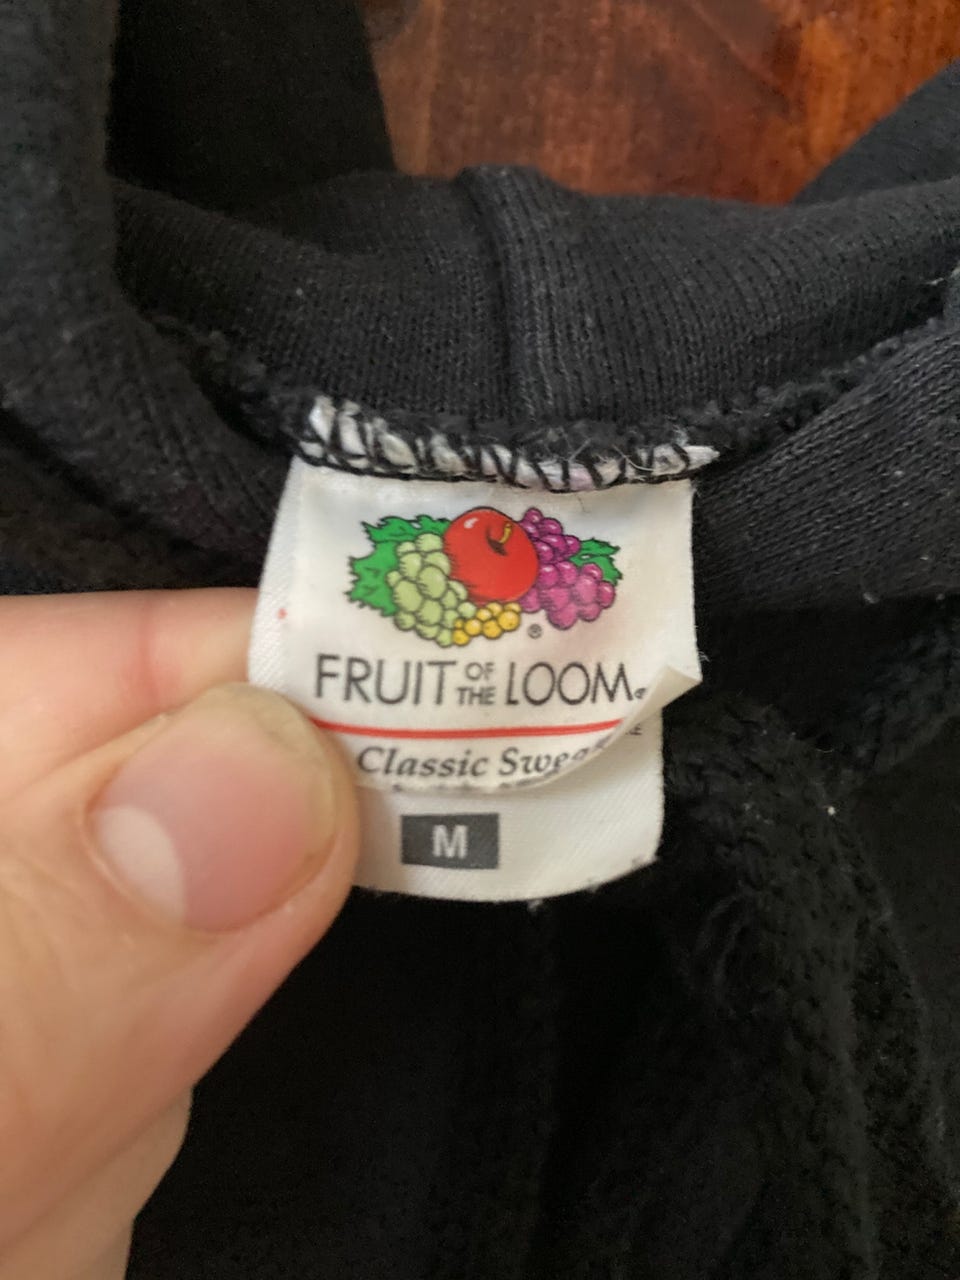 FRUIT OF THE LOOM®
Classic
M